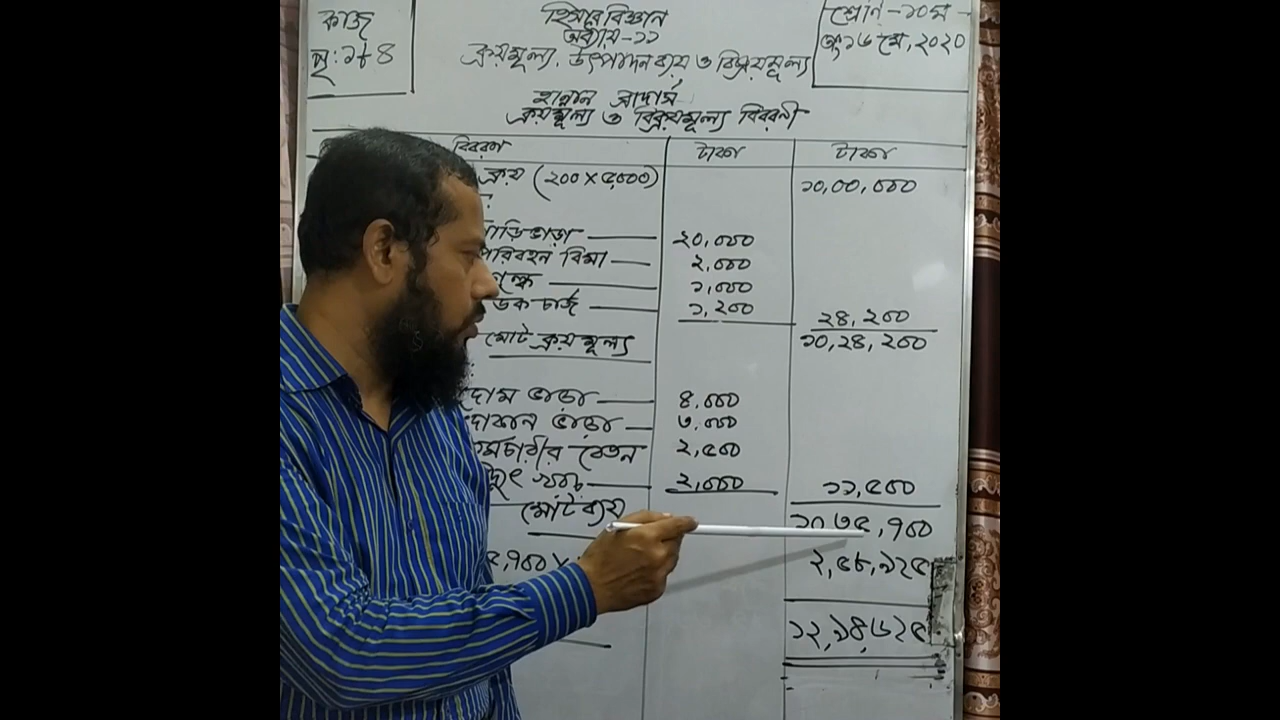 কাজ
পৃ: ১৮৪
হিসাববিজ্ঞান
অধ্যায়-১১
ক্রয়মূল্য, উৎপাদন ব্যয় ও বিক্রয়মূল্য
শ্রেণি-১০ম
১৬ মে, ২০২০
হান্নান ব্রাদার্স
ক্রয়মূল্য ও বিক্রয়মূল্য বিবরণী
বিবরণ টাকা টাকা
ক্রয় (২০০×৫,০০০) ১০,০০,০০০
ড়িভাড়া ২০,০০০
পরিবহন বিমা ২,০০০
ল্ক ১,০০০
ডক চার্জ ১,২০০ ২৪,২০০
মোট ক্রয়মূল্য ১০,২৪,২০০
দাম ভাড়া ৪,০০০
দোকান ভাড়া ৩,০০০
র্মচারীর বেতন ২,৫০০
দ্যুৎ খরচ ২,০০০ ১১,৫০০
মোট ব্যয় ১০,৩৫,৭০০
৫,৭০০× ২,৫৮,৯২৫
১২,৯৪,৬২৫